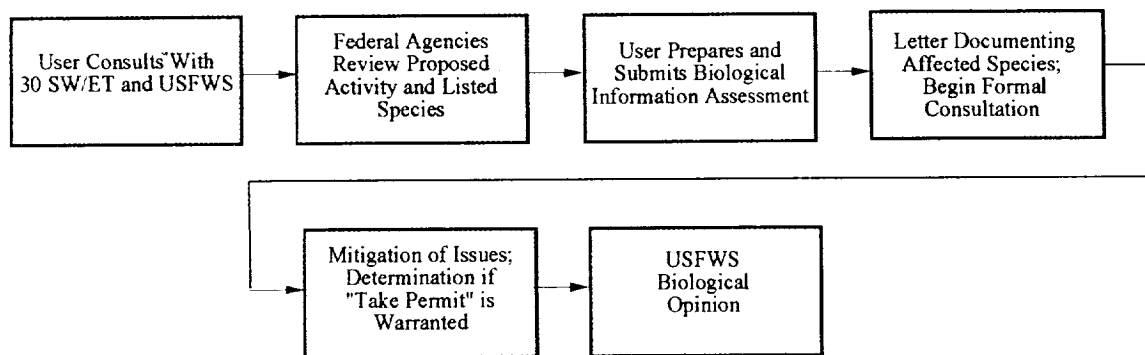 User Consults With
30 SW/ET and USFWS
Federal Agencies
Review Proposed
Activity and Listed
Species
User Prepares and
Submits Biological
Information Assessment
Letter Documenting
Affected Species;
Begin Formal
Consultation
Mitigation of Issues;
Determination if
"Take Permit" is
Warranted
USFWS
Biological
Opinion